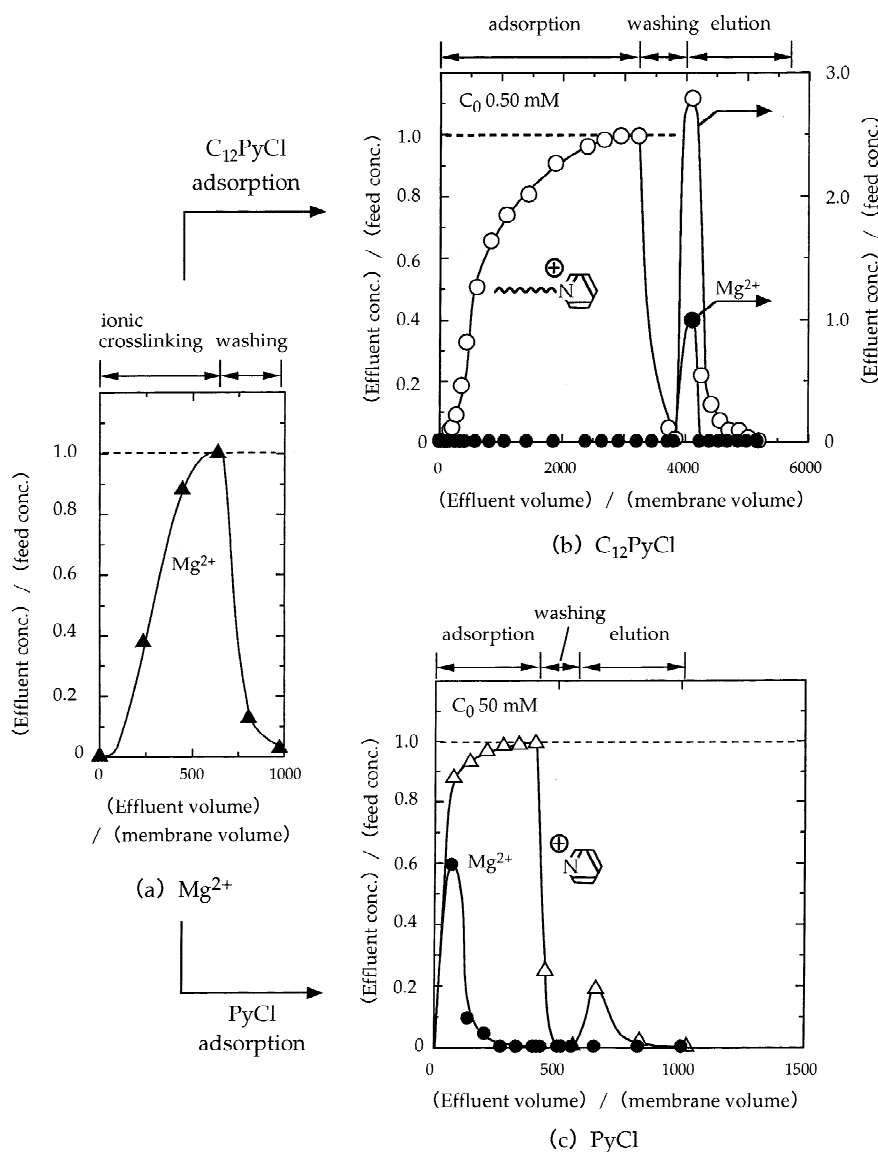 C₁₂PyCl
adsorption
ionic
crosslinking
washing
1.0
0.8
0.6
0.4
0.2
0
Mg²⁺
0
500
1000
(Effluent conc.) / (feed conc.)
(Effluent volume)
/ (membrane volume)
(a) Mg²⁺
PyCl
adsorption
adsorption
washing
elution
C₀ 0.50 mM
1.0
0.8
0.6
0.4
0.2
0
3.0
2.0
1.0
0
⊕
N
Mg²⁺
0
2000
4000
6000
(Effluent conc.) / (feed conc.)
(Effluent conc.) / (feed conc.)
(Effluent volume) / (membrane volume)
(b) C₁₂PyCl
washing
adsorption
elution
C₀ 50 mM
1.0
0.8
0.6
0.4
0.2
0
⊕
N
Mg²⁺
0
500
1000
1500
(Effluent conc.) / (feed conc.)
(Effluent volume) / (membrane volume)
(c) PyCl